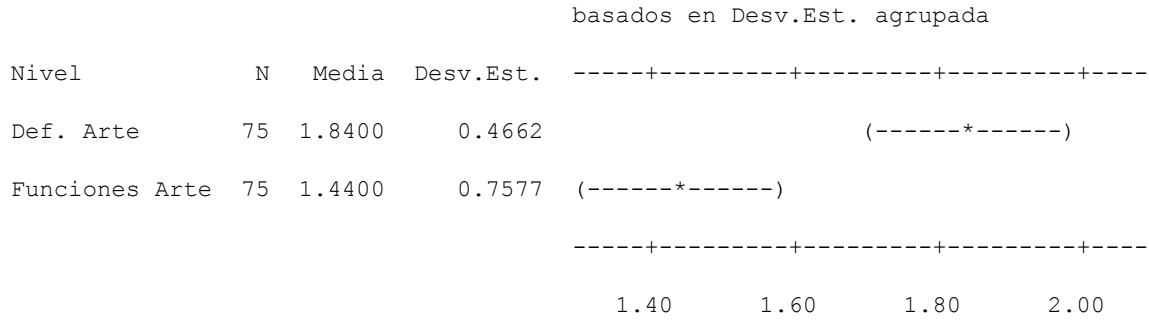 basados en Desv.Est. agrupada
Nivel N Media Desv.Est. -----+---------+---------+---------+----
Def. Arte 75 1.8400 0.4662 (------*------)
Funciones Arte 75 1.4400 0.7577 (------*------)
-----+---------+---------+---------+----
1.40 1.60 1.80 2.00